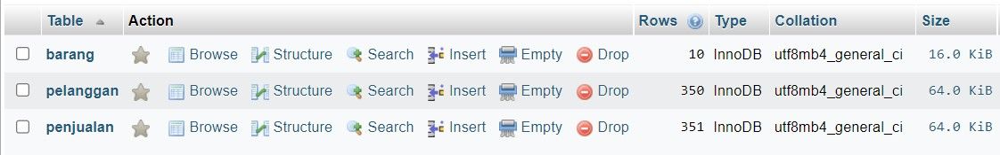 Table Action Rows Type Collation Size
barang Browse Structure Search Insert Empty Drop 10 InnoDB utf8mb4_general_ci 16.0 KiB
pelanggan Browse Structure Search Insert Empty Drop 350 InnoDB utf8mb4_general_ci 64.0 KiB
penjualan Browse Structure Search Insert Empty Drop 351 InnoDB utf8mb4_general_ci 64.0 KiB